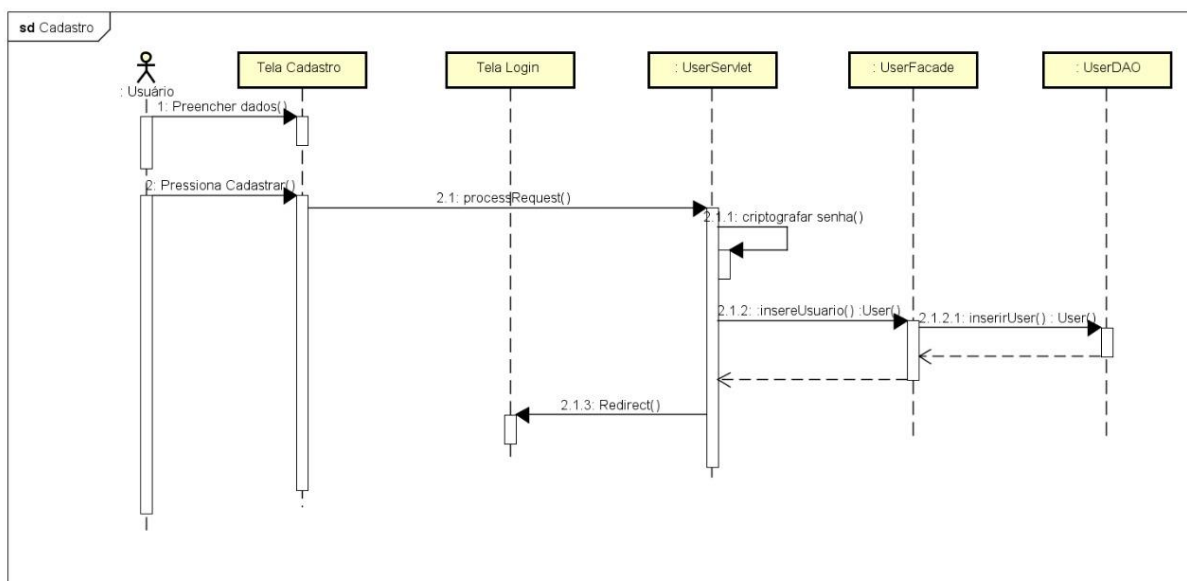 sd Cadastro
: Usuário
Tela Cadastro
Tela Login
: UserServlet
: UserFacade
: UserDAO
1: Preencher dados()
2: Pressiona Cadastrar()
2.1: processRequest()
2.1.1: criptografar senha()
2.1.2: :insereUsuario() :User()
2.1.2.1: inserirUser() : User()
2.1.3: Redirect()